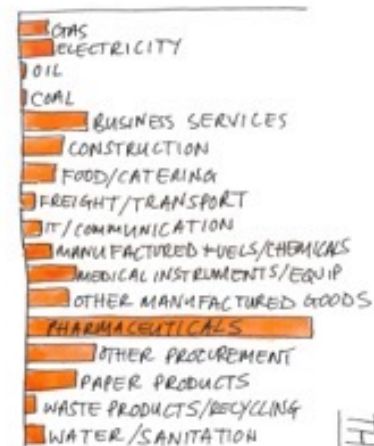 GAS
ELECTRICITY
OIL
COAL
BUSINESS SERVICES
CONSTRUCTION
FOOD/CATERING
FREIGHT/TRANSPORT
IT/COMMUNICATION
MANUFACTURED FUELS/CHEMICALS
MEDICAL INSTRUMENTS/EQUIP
OTHER MANUFACTURED GOODS
PHARMACEUTICALS
OTHER PROCUREMENT
PAPER PRODUCTS
WASTE PRODUCTS/RECYCLING
WATER/SANITATION